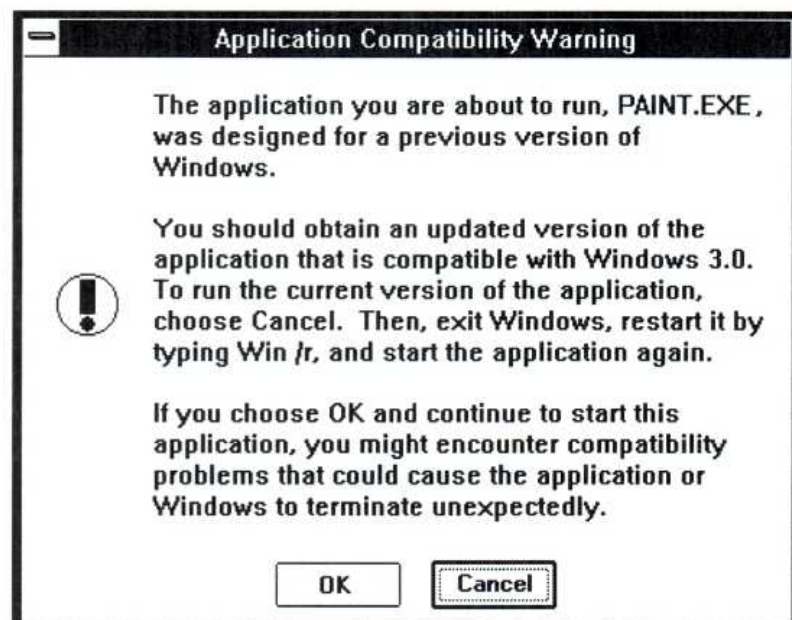 Application Compatibility Warning
The application you are about to run, PAINT.EXE,
was designed for a previous version of
Windows.
You should obtain an updated version of the
application that is compatible with Windows 3.0.
To run the current version of the application,
choose Cancel.  Then, exit Windows, restart it by
typing Win /r, and start the application again.
If you choose OK and continue to start this
application, you might encounter compatibility
problems that could cause the application or
Windows to terminate unexpectedly.
OK
Cancel